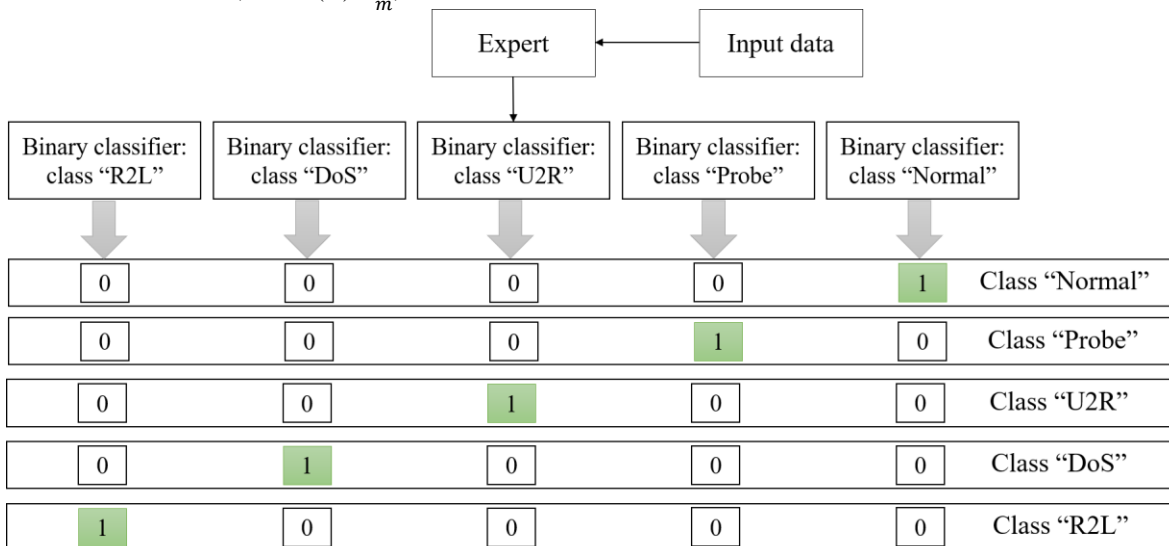 m
Expert
Input data
Binary classifier:
class “R2L”
Binary classifier:
class “DoS”
Binary classifier:
class “U2R”
Binary classifier:
class “Probe”
Binary classifier:
class “Normal”
0 0 0 0 1 Class “Normal”
0 0 0 1 0 Class “Probe”
0 0 1 0 0 Class “U2R”
0 1 0 0 0 Class “DoS”
1 0 0 0 0 Class “R2L”